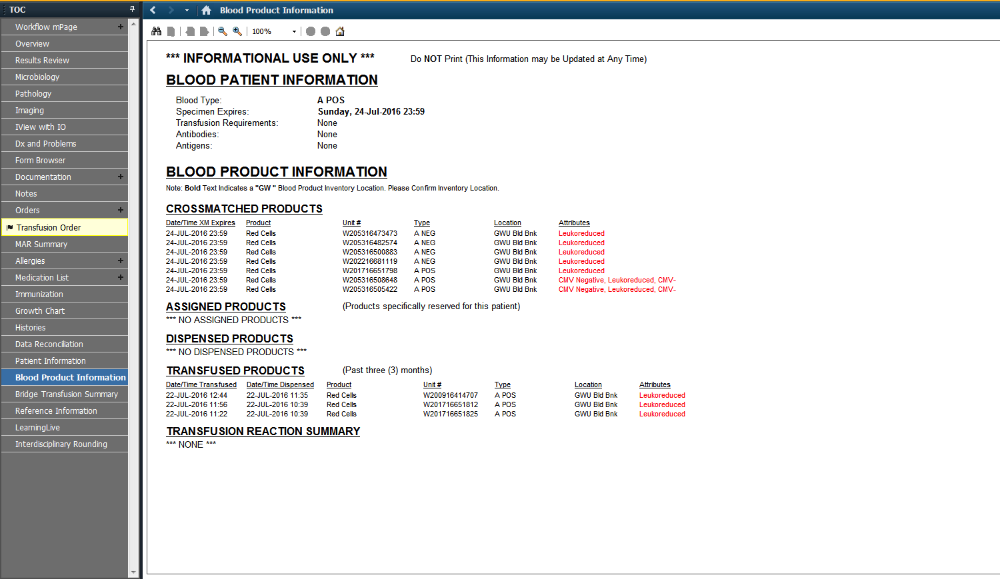 TOC
Workflow mPage +
Overview
Results Review
Microbiology
Pathology
Imaging
IView with IO
Dx and Problems
Form Browser
Documentation +
Notes
Orders +
Transfusion Order
MAR Summary
Allergies +
Medication List +
Immunization
Growth Chart
Histories
Data Reconciliation
Patient Information
Blood Product Information
Bridge Transfusion Summary
Reference Information
LearningLive
Interdisciplinary Rounding
Blood Product Information
100%
*** INFORMATIONAL USE ONLY *** Do NOT Print (This Information may be Updated at Any Time)
BLOOD PATIENT INFORMATION
Blood Type: A POS
Specimen Expires: Sunday, 24-Jul-2016 23:59
Transfusion Requirements: None
Antibodies: None
Antigens: None
BLOOD PRODUCT INFORMATION
Note: Bold Text Indicates a "GW " Blood Product Inventory Location. Please Confirm Inventory Location.
CROSSMATCHED PRODUCTS
Date/Time XM Expires Product Unit # Type Location Attributes
24-JUL-2016 23:59 Red Cells W205316473473 A NEG GWU Bld Bnk Leukoreduced
24-JUL-2016 23:59 Red Cells W205316482574 A NEG GWU Bld Bnk Leukoreduced
24-JUL-2016 23:59 Red Cells W205316500883 A NEG GWU Bld Bnk Leukoreduced
24-JUL-2016 23:59 Red Cells W202216681119 A NEG GWU Bld Bnk Leukoreduced
24-JUL-2016 23:59 Red Cells W201716651798 A POS GWU Bld Bnk Leukoreduced
24-JUL-2016 23:59 Red Cells W205316508648 A POS GWU Bld Bnk CMV Negative, Leukoreduced, CMV-
24-JUL-2016 23:59 Red Cells W205316505422 A POS GWU Bld Bnk CMV Negative, Leukoreduced, CMV-
ASSIGNED PRODUCTS (Products specifically reserved for this patient)
*** NO ASSIGNED PRODUCTS ***
DISPENSED PRODUCTS
*** NO DISPENSED PRODUCTS ***
TRANSFUSED PRODUCTS (Past three (3) months)
Date/Time Transfused Date/Time Dispensed Product Unit # Type Location Attributes
22-JUL-2016 12:44 22-JUL-2016 11:35 Red Cells W200916414707 A POS GWU Bld Bnk Leukoreduced
22-JUL-2016 11:56 22-JUL-2016 10:39 Red Cells W201716651812 A POS GWU Bld Bnk Leukoreduced
22-JUL-2016 11:22 22-JUL-2016 10:39 Red Cells W201716651825 A POS GWU Bld Bnk Leukoreduced
TRANSFUSION REACTION SUMMARY
*** NONE ***